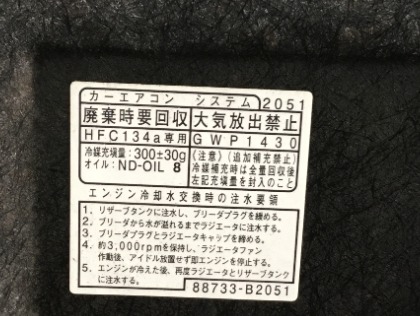 カーエアコン システム 2051
廃棄時要回収 大気放出禁止
HFC134a専用 GWP1430
冷媒充填量:300±30g
オイル:ND-OIL 8
(注意)(追加補充禁止)
冷媒補充時は全量回収後
左記充填量を封入のこと
エンジン冷却水交換時の注水要領
1. リザーブタンクに注水し、ブリーダプラグを緩める。
2. ブリーダから水が溢れるまでラジエータに注水する。
3. ブリーダプラグとラジエータキャップを締める。
4. 約3,000rpmを保持し、ラジエータファン
作動後、アイドル放置せず即エンジンを停止する。
5. エンジンが冷えた後、再度ラジエータとリザーブタンク
に注水する。
88733-B2051